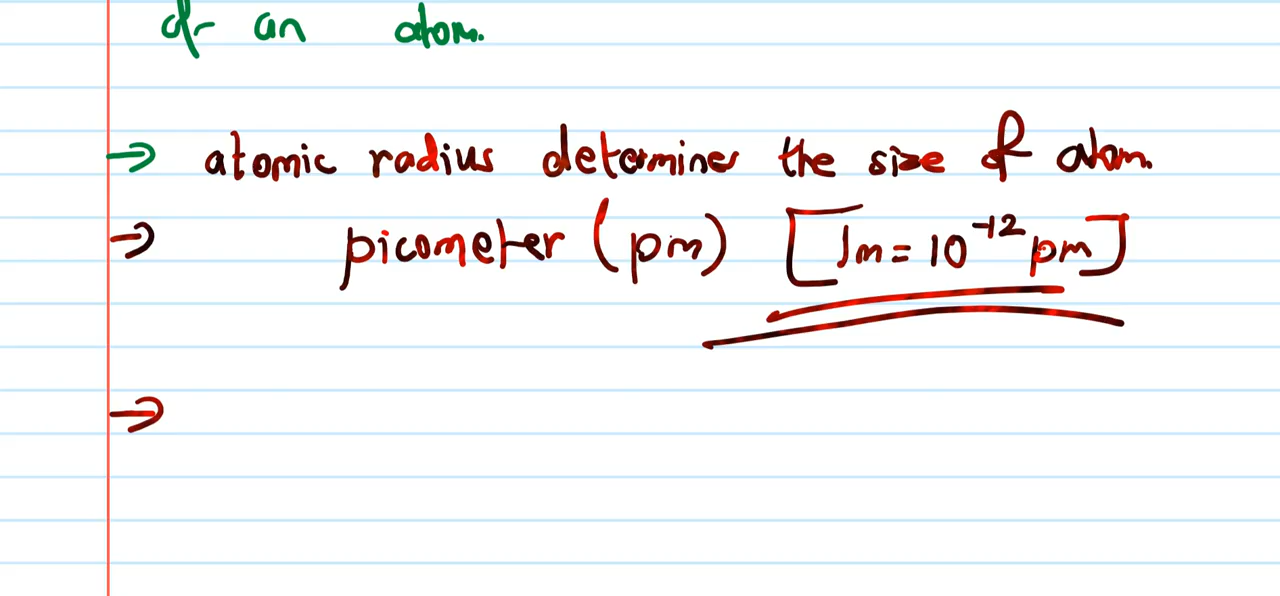 of an atom.
→ atomic radius determines the size of atom.
→ picometer (pm) [1m = 10⁻¹² pm]
→